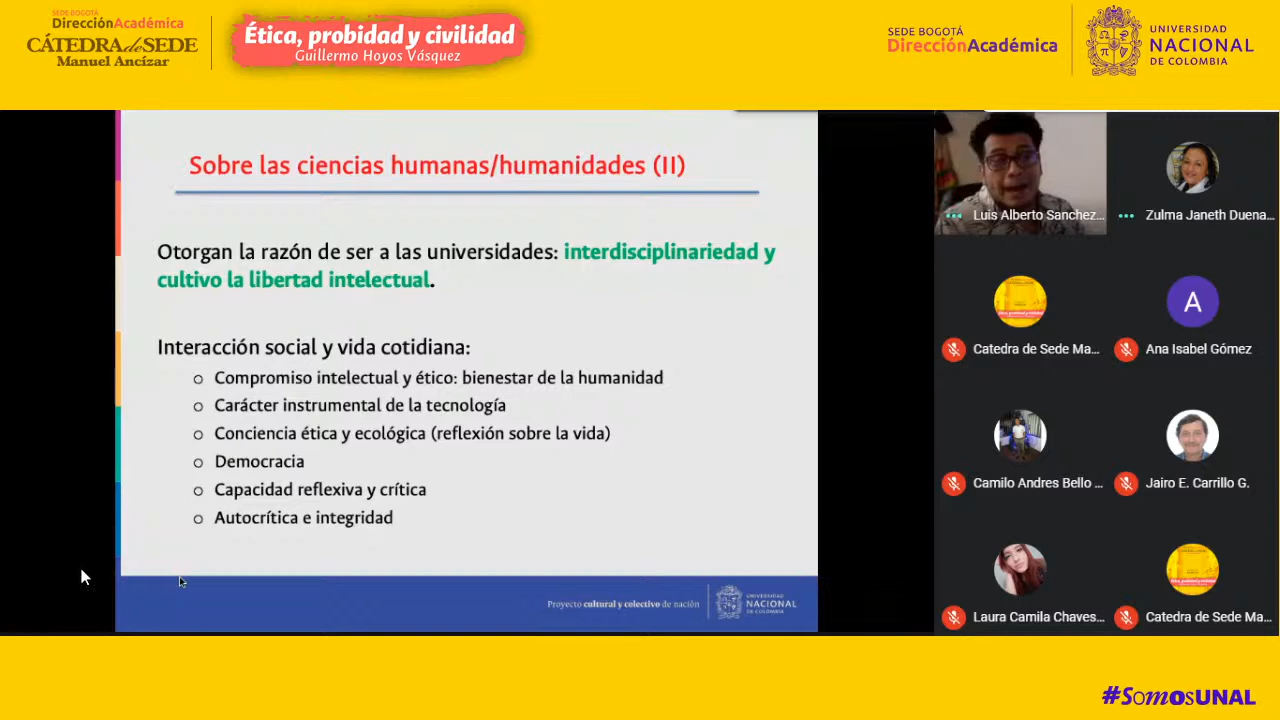 SEDE BOGOTÁ
DirecciónAcadémica
CÁTEDRAdeSEDE
Manuel Ancízar
Ética, probidad y civilidad
Guillermo Hoyos Vásquez
SEDE BOGOTÁ
DirecciónAcadémica
UNIVERSIDAD
NACIONAL
DE COLOMBIA
Sobre las ciencias humanas/humanidades (II)
Otorgan la razón de ser a las universidades: interdisciplinariedad y
cultivo la libertad intelectual.
Interacción social y vida cotidiana:
o Compromiso intelectual y ético: bienestar de la humanidad
o Carácter instrumental de la tecnología
o Conciencia ética y ecológica (reflexión sobre la vida)
o Democracia
o Capacidad reflexiva y crítica
o Autocrítica e integridad
Proyecto cultural y colectivo de nación
UNIVERSIDAD
NACIONAL
DE COLOMBIA
Luis Alberto Sanchez...
Zulma Janeth Duena...
Catedra de Sede Ma...
A
Ana Isabel Gómez
Camilo Andres Bello ...
Jairo E. Carrillo G.
Laura Camila Chaves...
Catedra de Sede Ma...
#SomosUNAL